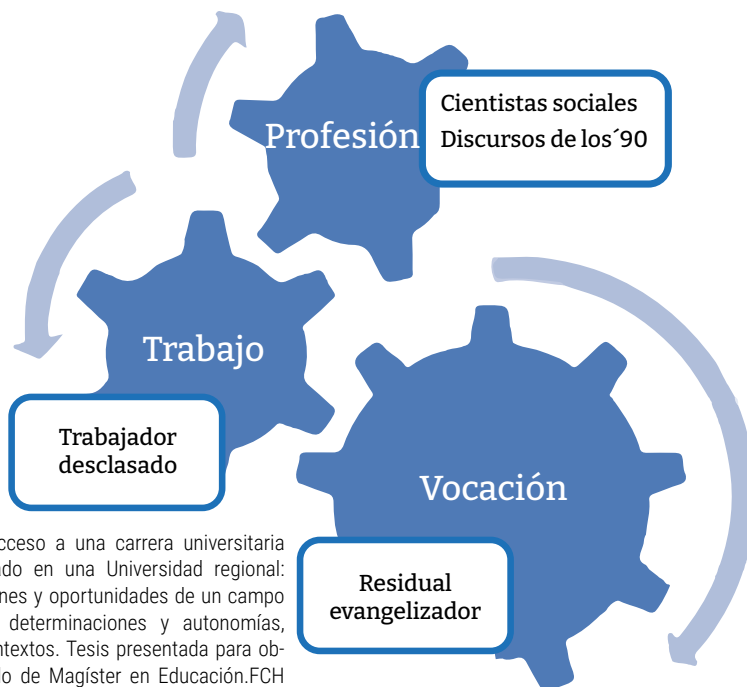 Profesión
Cientistas sociales
Discursos de los´90
Trabajo
Trabajador
desclasado
Vocación
Residual
evangelizador
cceso a una carrera universitaria
ado en una Universidad regional:
nes y oportunidades de un campo
determinaciones y autonomías,
ntextos. Tesis presentada para ob-
do de Magíster en Educación.FCH